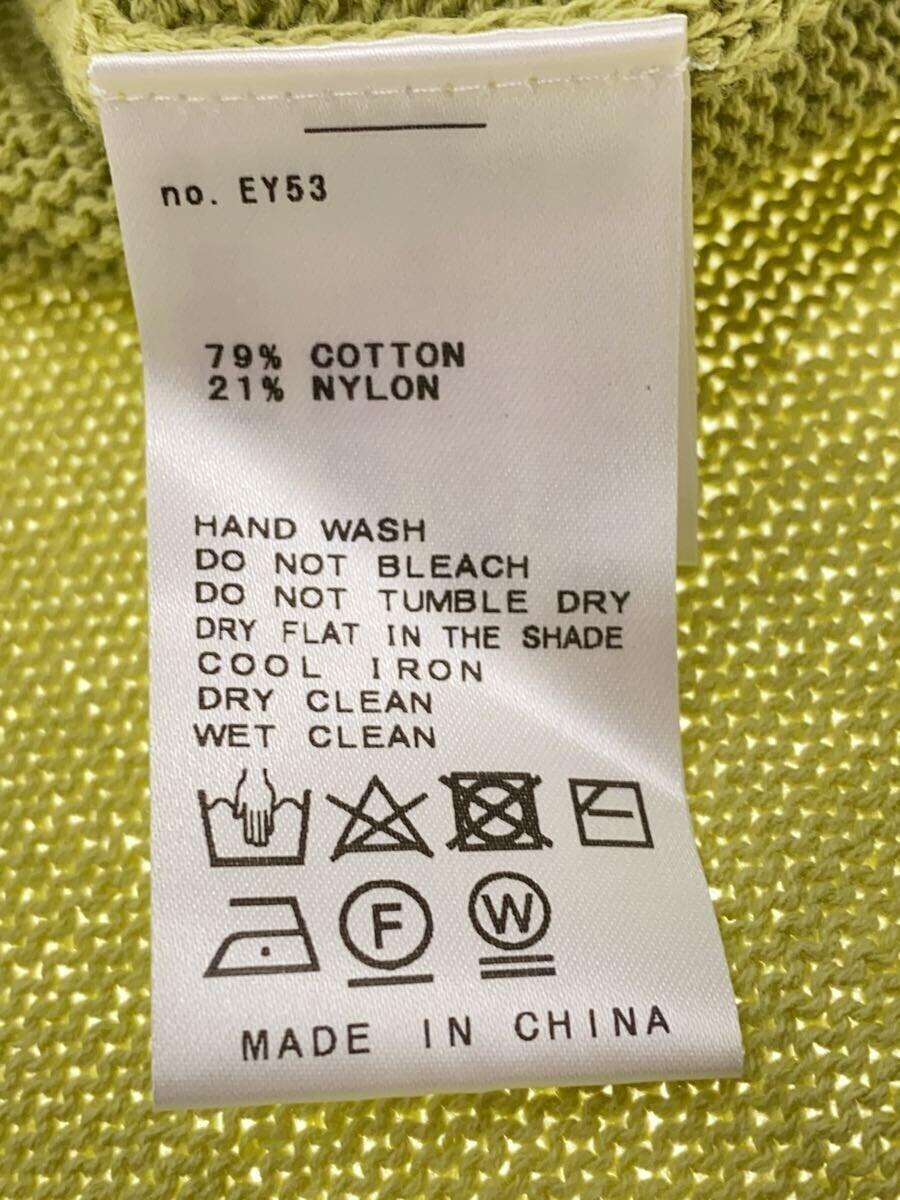 no. EY53
79% COTTON
21% NYLON
HAND WASH
DO NOT BLEACH
DO NOT TUMBLE DRY
DRY FLAT IN THE SHADE
COOL IRON
DRY CLEAN
WET CLEAN
F
W
MADE IN CHINA